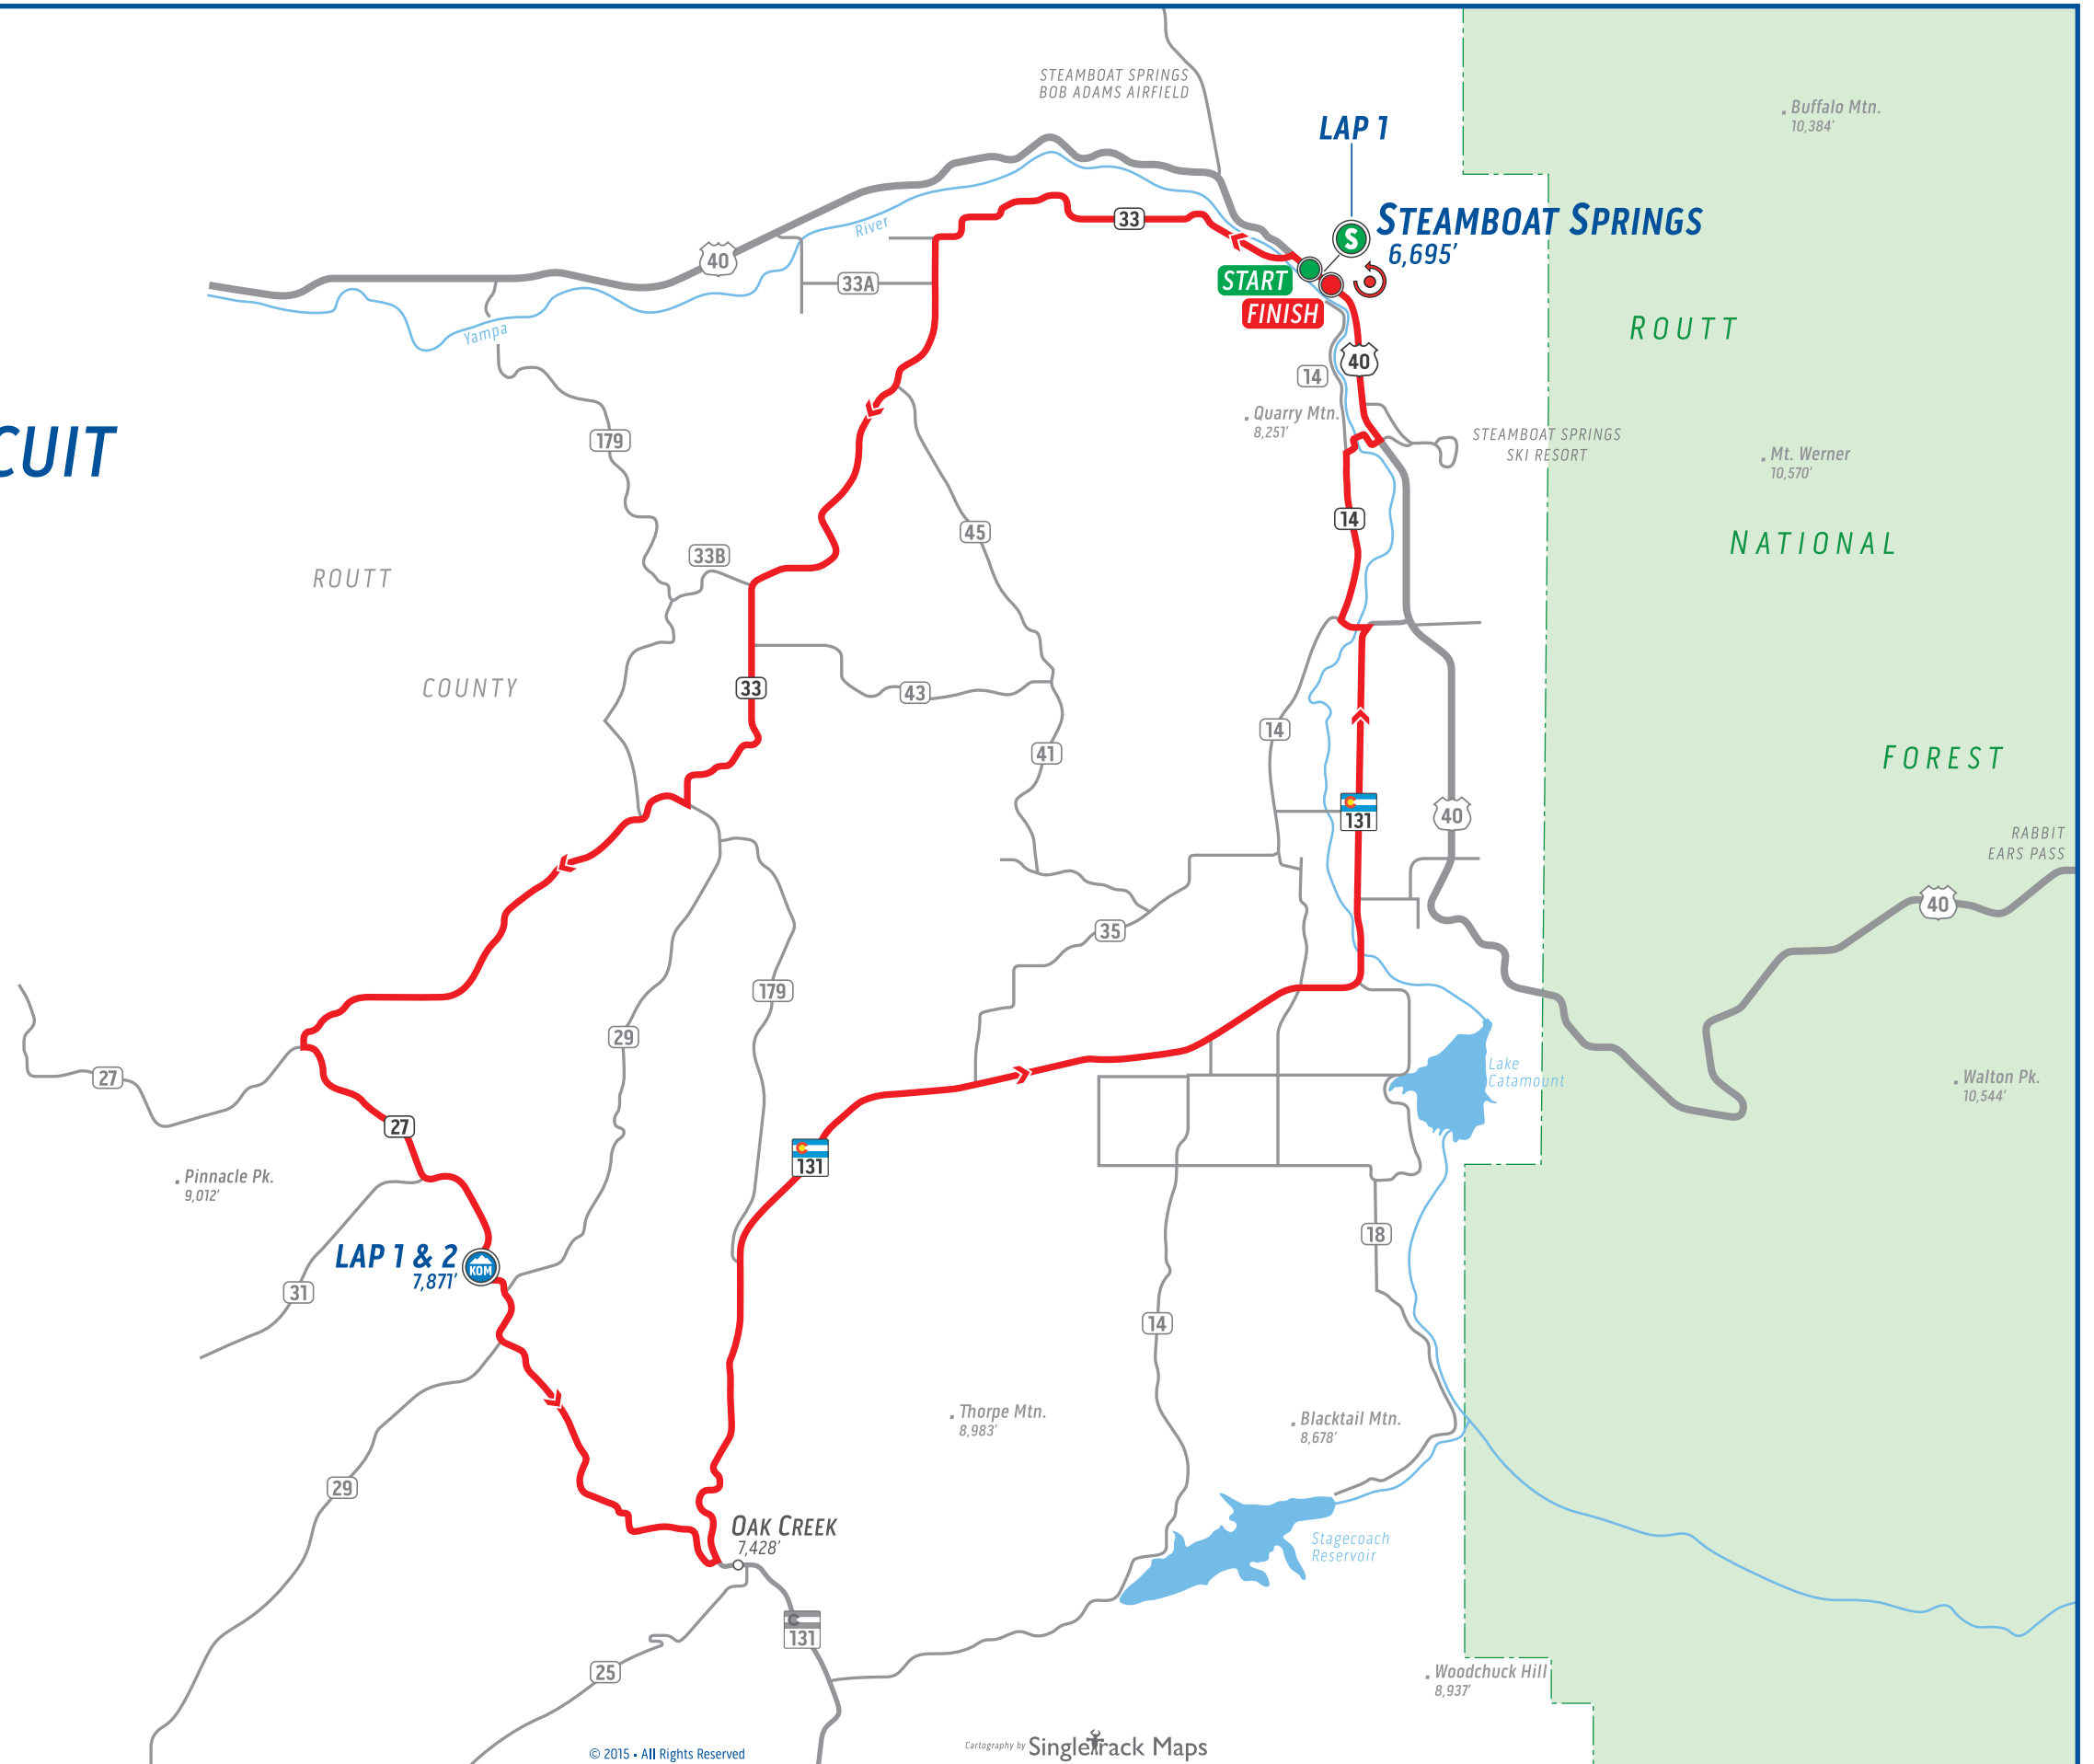 STEAMBOAT SPRINGS
BOB ADAMS AIRFIELD
LAP 1
Buffalo Mtn.
10,384’
S
STEAMBOAT SPRINGS
6,695’
33
River
40
33A
START
FINISH
ROUTT
Yampa
40
14
Quarry Mtn.
8,251’
CUIT
179
STEAMBOAT SPRINGS
SKI RESORT
Mt. Werner
10,570’
45
14
33B
NATIONAL
ROUTT
COUNTY
33
43
14
41
FOREST
131
40
RABBIT
EARS PASS
40
35
179
29
Lake
Catamount
27
Walton Pk.
10,544’
27
131
Pinnacle Pk.
9,012’
18
LAP 1 & 2
7,871’
KOM
31
14
Thorpe Mtn.
8,983’
Blacktail Mtn.
8,678’
29
OAK CREEK
7,428’
Stagecoach
Reservoir
131
25
Woodchuck Hill
8,937’
© 2015 • All Rights Reserved
Cartography by Singletrack Maps